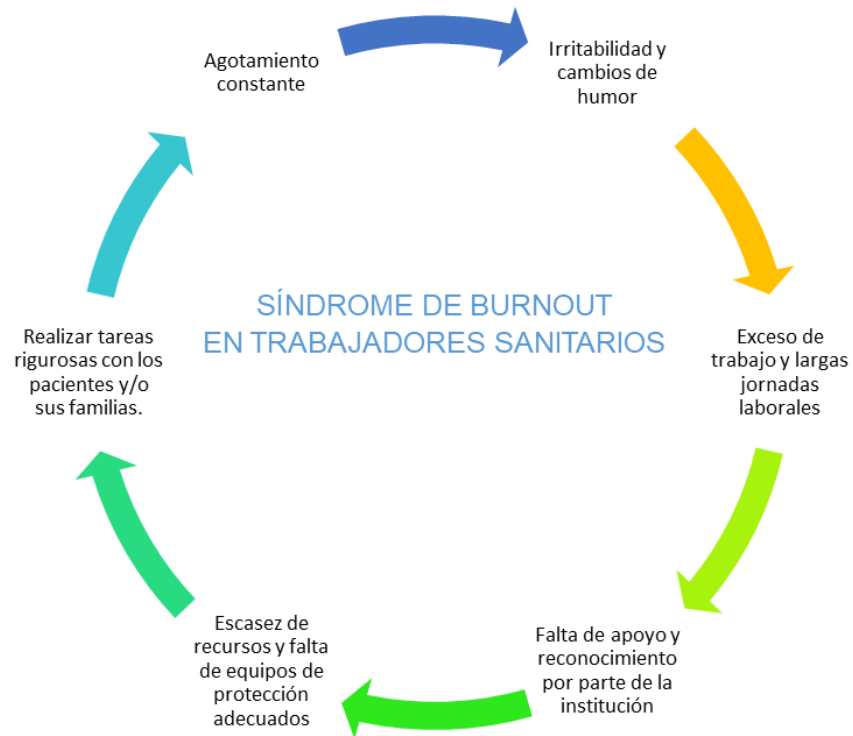 Agotamiento
constante
Irritabilidad y
cambios de
humor
SÍNDROME DE BURNOUT
EN TRABAJADORES SANITARIOS
Exceso de
trabajo y largas
jornadas
laborales
Falta de apoyo y
reconocimiento
por parte de la
institución
Escasez de
recursos y falta
de equipos de
protección
adecuados
Realizar tareas
rigurosas con los
pacientes y/o
sus familias.